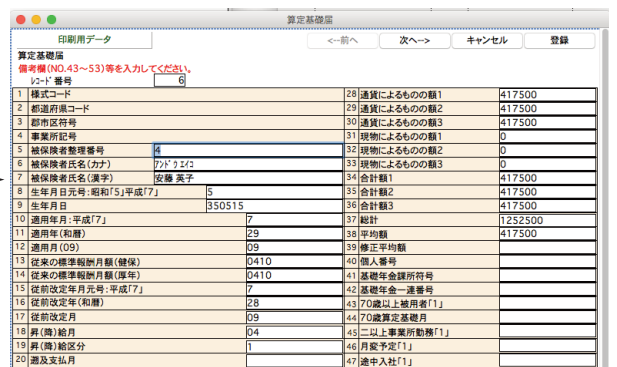 算定基礎届
印刷用データ
<--前へ 次へ--> キャンセル 登録
算定基礎届
備考欄(NO.43~53)等を入力してください。
ﾚｺｰﾄﾞ番号 6
1 様式コード
2 都道府県コード
3 郡市区符号
4 事業所記号
5 被保険者整理番号 4
6 被保険者氏名(カナ) ｱﾝﾄﾞｳ ｴｲｺ
7 被保険者氏名(漢字) 安藤 英子
8 生年月日元号:昭和「5」平成「7」 5
9 生年月日 350515
10 適用年月:平成「7」 7
11 適用年(和暦) 29
12 適用月(09) 09
13 従来の標準報酬月額(健保) 0410
14 従来の標準報酬月額(厚年) 0410
15 従前改定年月元号:平成「7」 7
16 従前改定年(和暦) 28
17 従前改定月 09
18 昇(降)給月 04
19 昇(降)給区分 1
20 遡及支払月
28 通貨によるものの額1 417500
29 通貨によるものの額2 417500
30 通貨によるものの額3 417500
31 現物によるものの額1 0
32 現物によるものの額2 0
33 現物によるものの額3 0
34 合計額1 417500
35 合計額2 417500
36 合計額3 417500
37 総計 1252500
38 平均額 417500
39 修正平均額
40 個人番号
41 基礎年金課所符号
42 基礎年金一連番号
43 70歳以上被用者「1」
44 70歳算定基礎月
45 二以上事業所勤務「1」
46 月変予定「1」
47 途中入社「1」